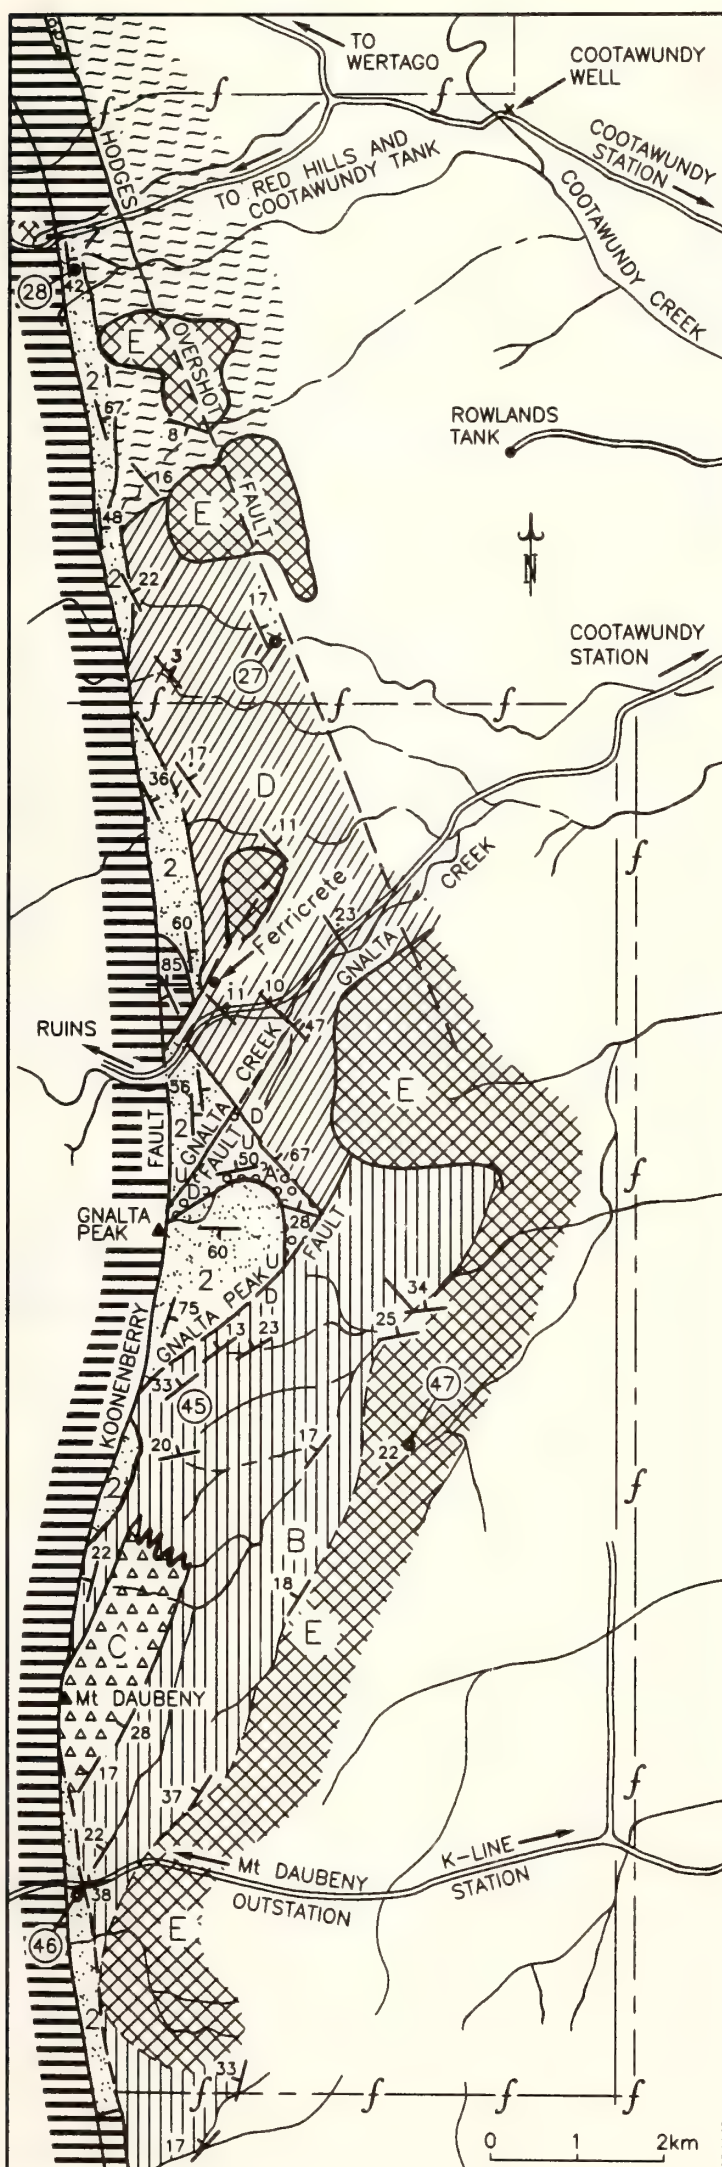 TO
WERTAGO
COOTAWUNDY
WELL
f
f
HODGES
COOTAWUNDY
STATION
TO RED HILLS AND
COOTAWUNDY TANK
COOTAWUNDY CREEK
28
42
E
OVERSHOT
2
67
8
ROWLANDS
TANK
16
E
FAULT
48
2
22
N
17
COOTAWUNDY
STATION
3
27
f
f
f
17
36
D
11
2
f
CREEK
Ferricrete
23
60
GNALTA
85
10
11
47
RUINS
E
56
GNALTA CREEK
FAULT
2
D
U
FAULT
67
50
A
U
D
f
GNALTA
PEAK
28
FAULT
60
2
U
D
34
75
GNALTA PEAK
25
13
23
KOONENBERRY
33
45
47
20
17
22
2
f
B
22
18
E
C
Mt DAUBENY
28
17
f
37
22
Mt DAUBENY
OUTSTATION
K-LINE
STATION
38
46
E
2
33
f
f
f
f
17
0 1 2km